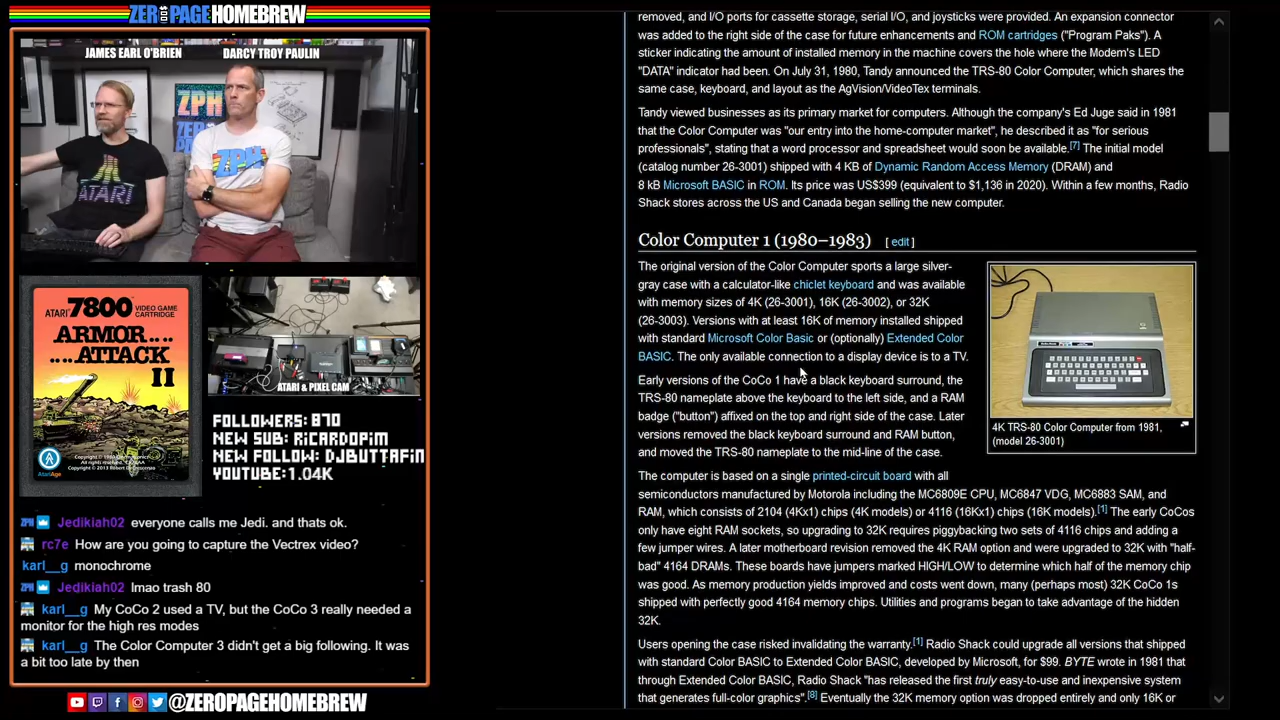 ZERO PAGE HOMEBREW
JAMES EARL O'BRIEN
DARCY TROY PAULIN
ZPH
ATARI
ZPH
ATARI 7800 VIDEO GAME CARTRIDGE
ARMOR ..
.... ATTACK
II
AtariAge
ATARI & PIXEL CAM
FOLLOWERS: 870
NEW SUB: RICARDOPIM
NEW FOLLOW: DJBUTTAFIN
YOUTUBE: 1.04K
Jedikiah02 everyone calls me Jedi. and thats ok.
rc7e How are you going to capture the Vectrex video?
karl__g monochrome
Jedikiah02 lmao trash 80
karl__g My CoCo 2 used a TV, but the CoCo 3 really needed a
monitor for the high res modes
karl__g The Color Computer 3 didn't get a big following. It was
a bit too late by then
@ZEROPAGEHOMEBREW
removed, and I/O ports for cassette storage, serial I/O, and joysticks were provided. An expansion connector
was added to the right side of the case for future enhancements and ROM cartridges ("Program Paks"). A
sticker indicating the amount of installed memory in the machine covers the hole where the Modem's LED
"DATA" indicator had been. On July 31, 1980, Tandy announced the TRS-80 Color Computer, which shares the
same case, keyboard, and layout as the AgVision/VideoTex terminals.
Tandy viewed businesses as its primary market for computers. Although the company's Ed Juge said in 1981
that the Color Computer was "our entry into the home-computer market", he described it as "for serious
professionals", stating that a word processor and spreadsheet would soon be available.[7] The initial model
(catalog number 26-3001) shipped with 4 KB of Dynamic Random Access Memory (DRAM) and
8 kB Microsoft BASIC in ROM. Its price was US$399 (equivalent to $1,136 in 2020). Within a few months, Radio
Shack stores across the US and Canada began selling the new computer.
Color Computer 1 (1980–1983) [ edit ]
The original version of the Color Computer sports a large silver-
gray case with a calculator-like chiclet keyboard and was available
with memory sizes of 4K (26-3001), 16K (26-3002), or 32K
(26-3003). Versions with at least 16K of memory installed shipped
with standard Microsoft Color Basic or (optionally) Extended Color
BASIC. The only available connection to a display device is to a TV.
Early versions of the CoCo 1 have a black keyboard surround, the
TRS-80 nameplate above the keyboard to the left side, and a RAM
badge ("button") affixed on the top and right side of the case. Later
versions removed the black keyboard surround and RAM button,
and moved the TRS-80 nameplate to the mid-line of the case.
4K TRS-80 Color Computer from 1981,
(model 26-3001)
The computer is based on a single printed-circuit board with all
semiconductors manufactured by Motorola including the MC6809E CPU, MC6847 VDG, MC6883 SAM, and
RAM, which consists of 2104 (4Kx1) chips (4K models) or 4116 (16Kx1) chips (16K models).[1] The early CoCos
only have eight RAM sockets, so upgrading to 32K requires piggybacking two sets of 4116 chips and adding a
few jumper wires. A later motherboard revision removed the 4K RAM option and were upgraded to 32K with "half-
bad" 4164 DRAMs. These boards have jumpers marked HIGH/LOW to determine which half of the memory chip
was good. As memory production yields improved and costs went down, many (perhaps most) 32K CoCo 1s
shipped with perfectly good 4164 memory chips. Utilities and programs began to take advantage of the hidden
32K.
Users opening the case risked invalidating the warranty.[1] Radio Shack could upgrade all versions that shipped
with standard Color BASIC to Extended Color BASIC, developed by Microsoft, for $99. BYTE wrote in 1981 that
through Extended Color BASIC, Radio Shack "has released the first truly easy-to-use and inexpensive system
that generates full-color graphics".[8] Eventually the 32K memory option was dropped entirely and only 16K or